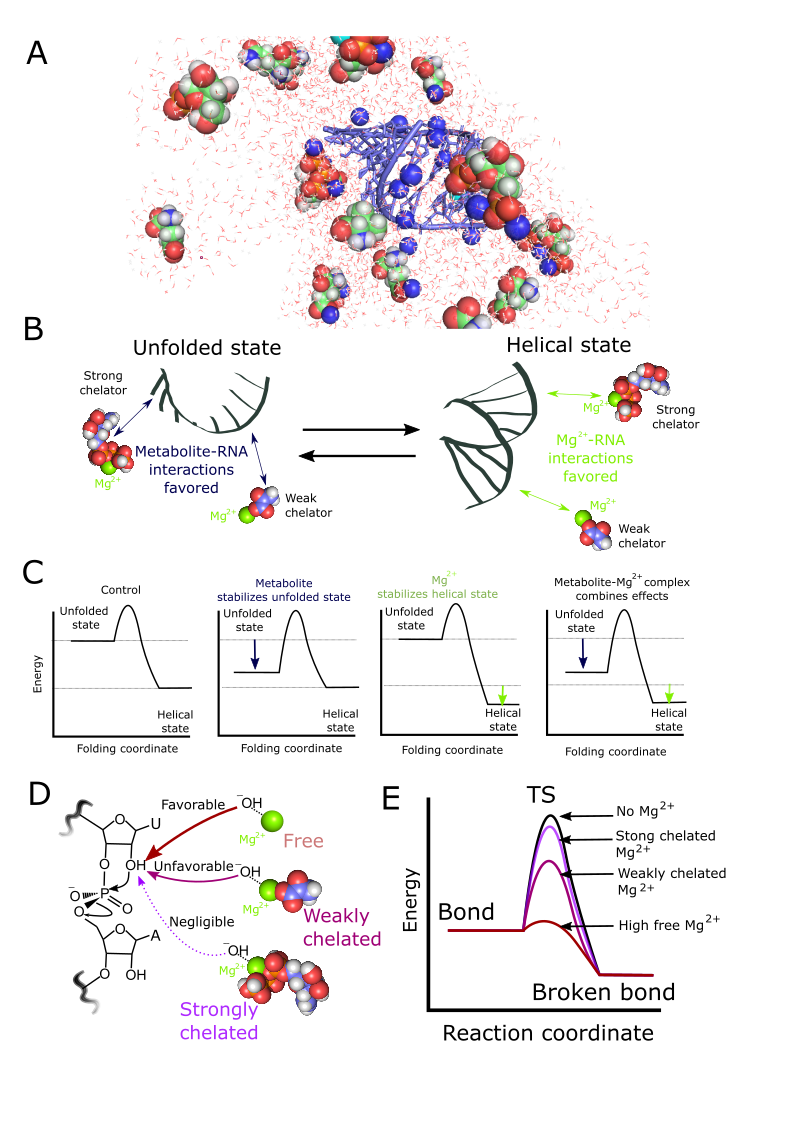 A
B
Unfolded state
Helical state
Strong
chelator
Mg2+
Metabolite-RNA
interactions
favored
Mg2+
Weak
chelator
Mg2+
Strong
chelator
Mg2+-RNA
interactions
favored
Mg2+
Weak
chelator
C
Control
Unfolded
state
Energy
Helical
state
Folding coordinate
Metabolite
stabilizes unfolded state
Unfolded
state
Helical
state
Folding coordinate
Mg2+
stabilizes helical state
Unfolded
state
Helical
state
Folding coordinate
Metabolite-Mg2+ complex
combines effects
Unfolded
state
Helical
state
Folding coordinate
D
Favorable
−OH
Mg2+
Free
O
U
O
OH
Unfavorable
−OH
Mg2+
Weakly
chelated
−O
P
O
O
Negligible
−OH
Mg2+
O
A
O
OH
Strongly
chelated
E
TS
No Mg2+
Stong chelated
Mg2+
Weakly chelated
Mg2+
High free Mg2+
Energy
Bond
Broken bond
Reaction coordinate